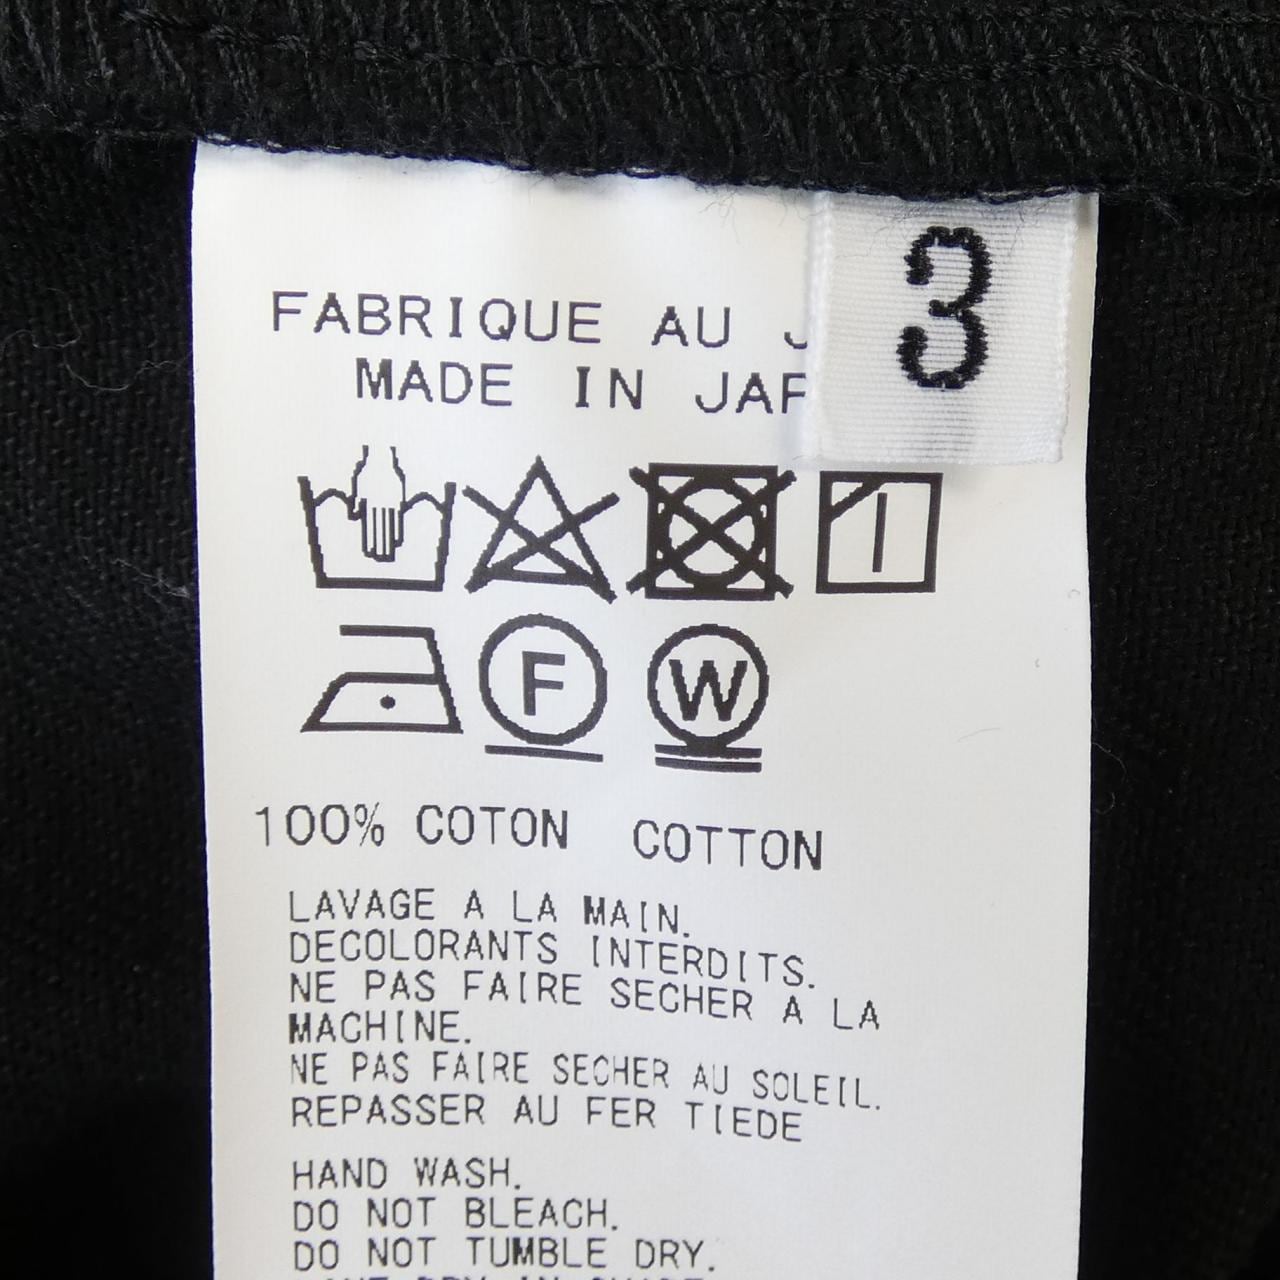 3
FABRIQUE AU
MADE IN
F
W
100% COTON COTTON
LAVAGE A LA MAIN.
DECOLORANTS INTERDITS.
NE PAS FAIRE SECHER A LA
MACHINE.
NE PAS FAIRE SECHER AU SOLEIL.
REPASSER AU FER TIEDE
HAND WASH.
DO NOT BLEACH.
DO NOT TUMBLE DRY.